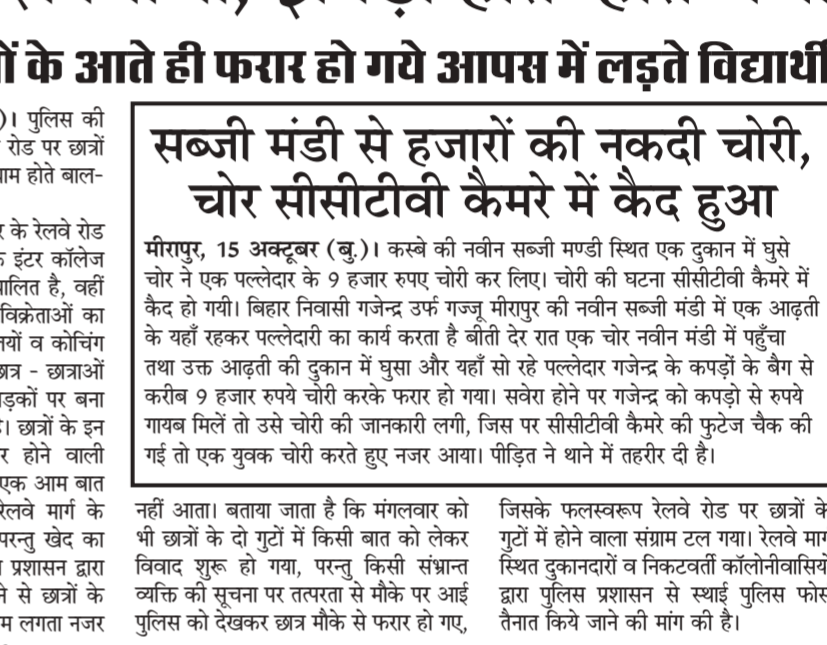 के आते ही फरार हो गये आपस में लड़ते विद्यार्थी
। पुलिस की
रोड पर छात्रों
होते बाल-
के रेलवे रोड
इंटर कॉलेज
है, वहीं
विक्रेताओं का
व कोचिंग
छात्र - छात्राओं
पर बना
। छात्रों के इन
होने वाली
एक आम बात
रेलवे मार्ग के
परन्तु खेद का
प्रशासन द्वारा
से छात्रों के
लगता नजर
सब्जी मंडी से हजारों की नकदी चोरी,
चोर सीसीटीवी कैमरे में कैद हुआ
मीरापुर, 15 अक्टूबर (बु.)। कस्बे की नवीन सब्जी मण्डी स्थित एक दुकान में घुसे
चोर ने एक पल्लेदार के 9 हजार रुपए चोरी कर लिए। चोरी की घटना सीसीटीवी कैमरे में
कैद हो गयी। बिहार निवासी गजेन्द्र उर्फ गज्जू मीरापुर की नवीन सब्जी मंडी में एक आढ़ती
के यहाँ रहकर पल्लेदारी का कार्य करता है बीती देर रात एक चोर नवीन मंडी में पहुँचा
तथा उक्त आढ़ती की दुकान में घुसा और यहाँ सो रहे पल्लेदार गजेन्द्र के कपड़ों के बैग से
करीब 9 हजार रुपये चोरी करके फरार हो गया। सवेरा होने पर गजेन्द्र को कपड़ो से रुपये
गायब मिलें तो उसे चोरी की जानकारी लगी, जिस पर सीसीटीवी कैमरे की फुटेज चैक की
गई तो एक युवक चोरी करते हुए नजर आया। पीड़ित ने थाने में तहरीर दी है।
नहीं आता। बताया जाता है कि मंगलवार को
भी छात्रों के दो गुटों में किसी बात को लेकर
विवाद शुरू हो गया, परन्तु किसी संभ्रान्त
व्यक्ति की सूचना पर तत्परता से मौके पर आई
पुलिस को देखकर छात्र मौके से फरार हो गए,
जिसके फलस्वरूप रेलवे रोड पर छात्रों के
गुटों में होने वाला संग्राम टल गया। रेलवे
स्थित दुकानदारों व निकटवर्ती
द्वारा पुलिस प्रशासन से स्थाई पुलिस
तैनात किये जाने की मांग की है।